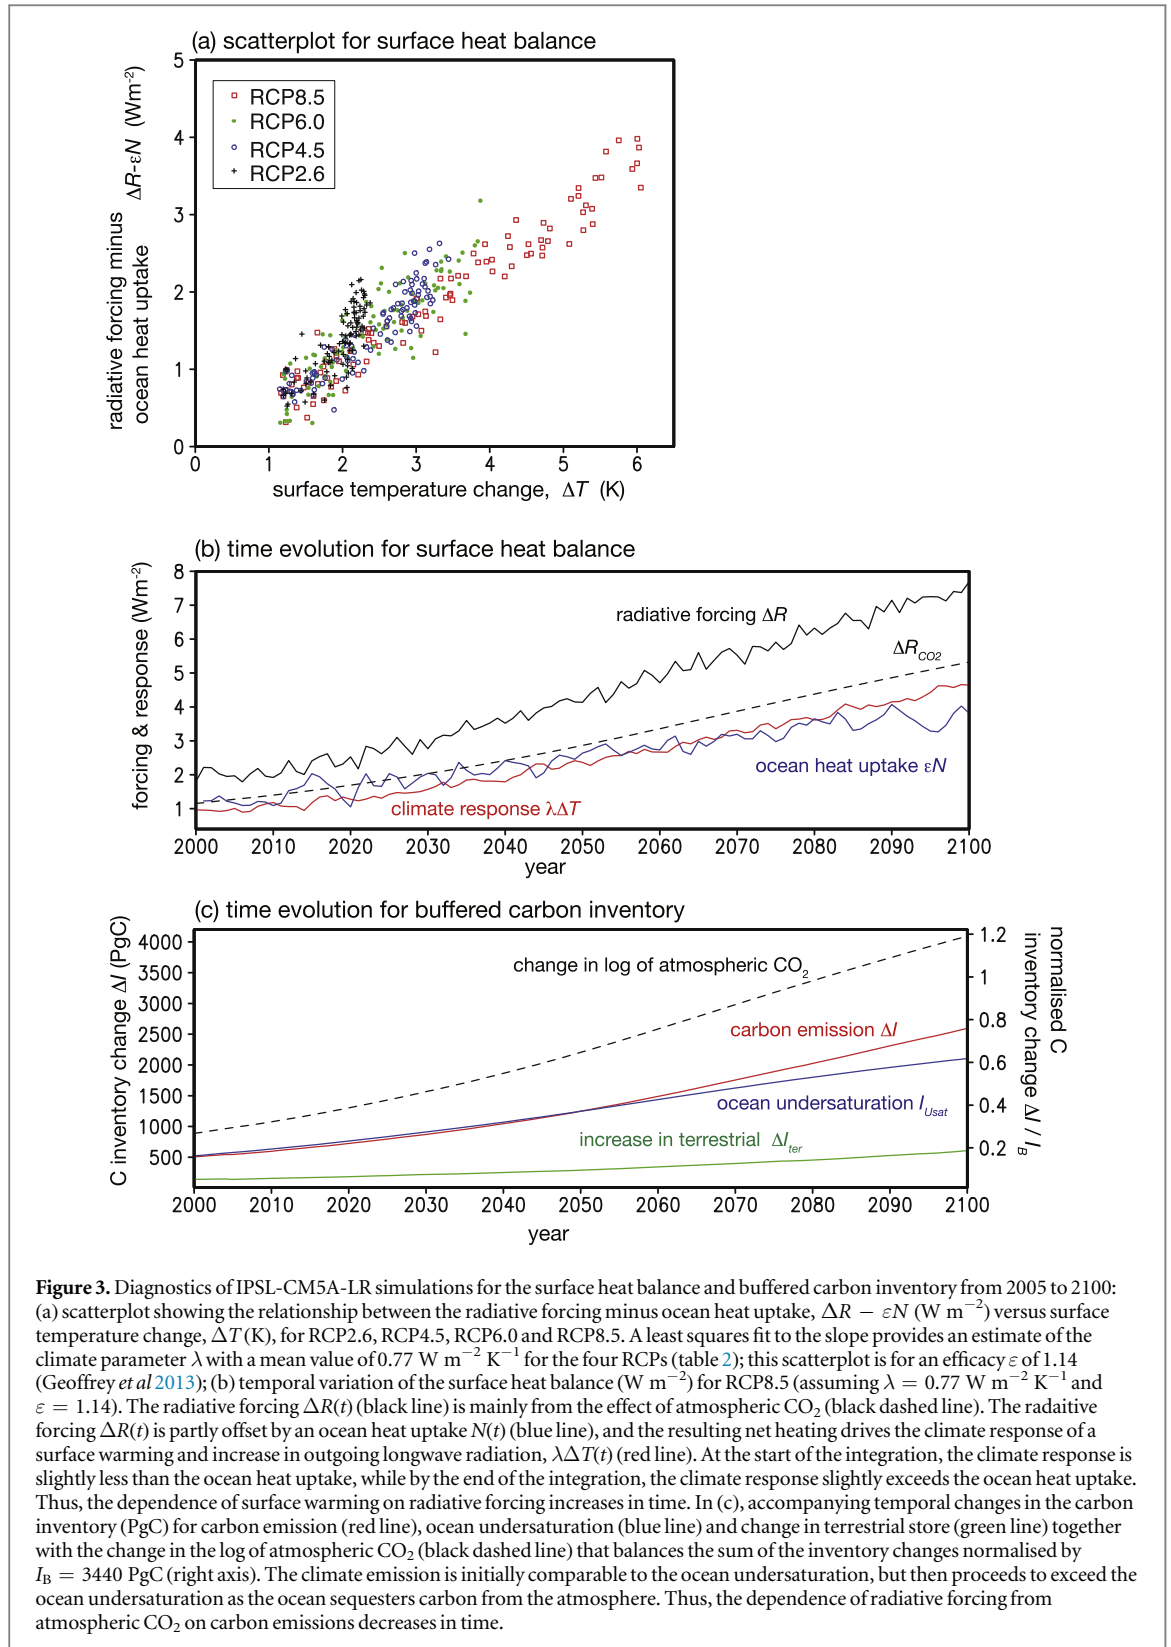 (a) scatterplot for surface heat balance
radiative forcing minus
ocean heat uptake ΔR-εN (Wm-2)
5
4
3
2
1
0
RCP8.5
RCP6.0
RCP4.5
RCP2.6
0 1 2 3 4 5 6
surface temperature change, ΔT (K)
(b) time evolution for surface heat balance
forcing & response (Wm-2)
8
7
6
5
4
3
2
1
radiative forcing ΔR
ΔRCO2
ocean heat uptake εN
climate response λΔT
2000 2010 2020 2030 2040 2050 2060 2070 2080 2090 2100
year
(c) time evolution for buffered carbon inventory
C inventory change ΔI (PgC)
4000
3500
3000
2500
2000
1500
1000
500
change in log of atmospheric CO2
carbon emission ΔI
ocean undersaturation IUsat
increase in terrestrial ΔIter
1.2
1
0.8
0.6
0.4
0.2
normalised C
inventory change ΔI / IB
2000 2010 2020 2030 2040 2050 2060 2070 2080 2090 2100
year
Figure 3. Diagnostics of IPSL-CM5A-LR simulations for the surface heat balance and buffered carbon inventory from 2005 to 2100:
(a) scatterplot showing the relationship between the radiative forcing minus ocean heat uptake, ΔR − εN (W m−2) versus surface
temperature change, ΔT (K), for RCP2.6, RCP4.5, RCP6.0 and RCP8.5. A least squares fit to the slope provides an estimate of the
climate parameter λ with a mean value of 0.77 W m−2 K−1 for the four RCPs (table 2); this scatterplot is for an efficacy ε of 1.14
(Geoffrey et al 2013); (b) temporal variation of the surface heat balance (W m−2) for RCP8.5 (assuming λ = 0.77 W m−2 K−1 and
ε = 1.14). The radiative forcing ΔR(t) (black line) is mainly from the effect of atmospheric CO2 (black dashed line). The radaitive
forcing ΔR(t) is partly offset by an ocean heat uptake N(t) (blue line), and the resulting net heating drives the climate response of a
surface warming and increase in outgoing longwave radiation, λΔT(t) (red line). At the start of the integration, the climate response is
slightly less than the ocean heat uptake, while by the end of the integration, the climate response slightly exceeds the ocean heat uptake.
Thus, the dependence of surface warming on radiative forcing increases in time. In (c), accompanying temporal changes in the carbon
inventory (PgC) for carbon emission (red line), ocean undersaturation (blue line) and change in terrestrial store (green line) together
with the change in the log of atmospheric CO2 (black dashed line) that balances the sum of the inventory changes normalised by
IB = 3440 PgC (right axis). The climate emission is initially comparable to the ocean undersaturation, but then proceeds to exceed the
ocean undersaturation as the ocean sequesters carbon from the atmosphere. Thus, the dependence of radiative forcing from
atmospheric CO2 on carbon emissions decreases in time.